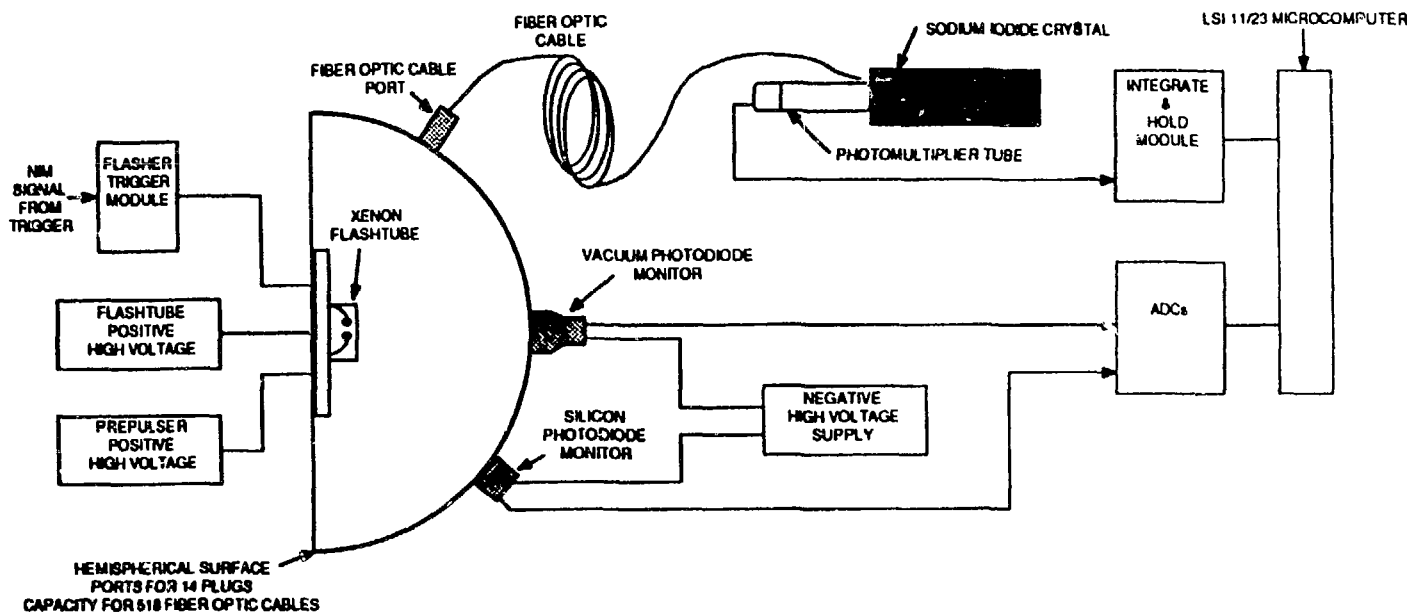 FIBER OPTIC
CABLE
FIBER OPTIC CABLE
PORT
SODIUM IODIDE CRYSTAL
LSI 11/23 MICROCOMPUTER
INTEGRATE
&
HOLD
MODULE
PHOTOMULTIPLIER TUBE
NIM
SIGNAL
FROM
TRIGGER
FLASHER
TRIGGER
MODULE
XENON
FLASHTUBE
VACUUM PHOTODIODE
MONITOR
FLASHTUBE
POSITIVE
HIGH VOLTAGE
ADCs
PREPULSER
POSITIVE
HIGH VOLTAGE
SILICON
PHOTODIODE
MONITOR
NEGATIVE
HIGH VOLTAGE
SUPPLY
HEMISPHERICAL SURFACE
PORTS FOR 14 PLUGS
CAPACITY FOR 518 FIBER OPTIC CABLES